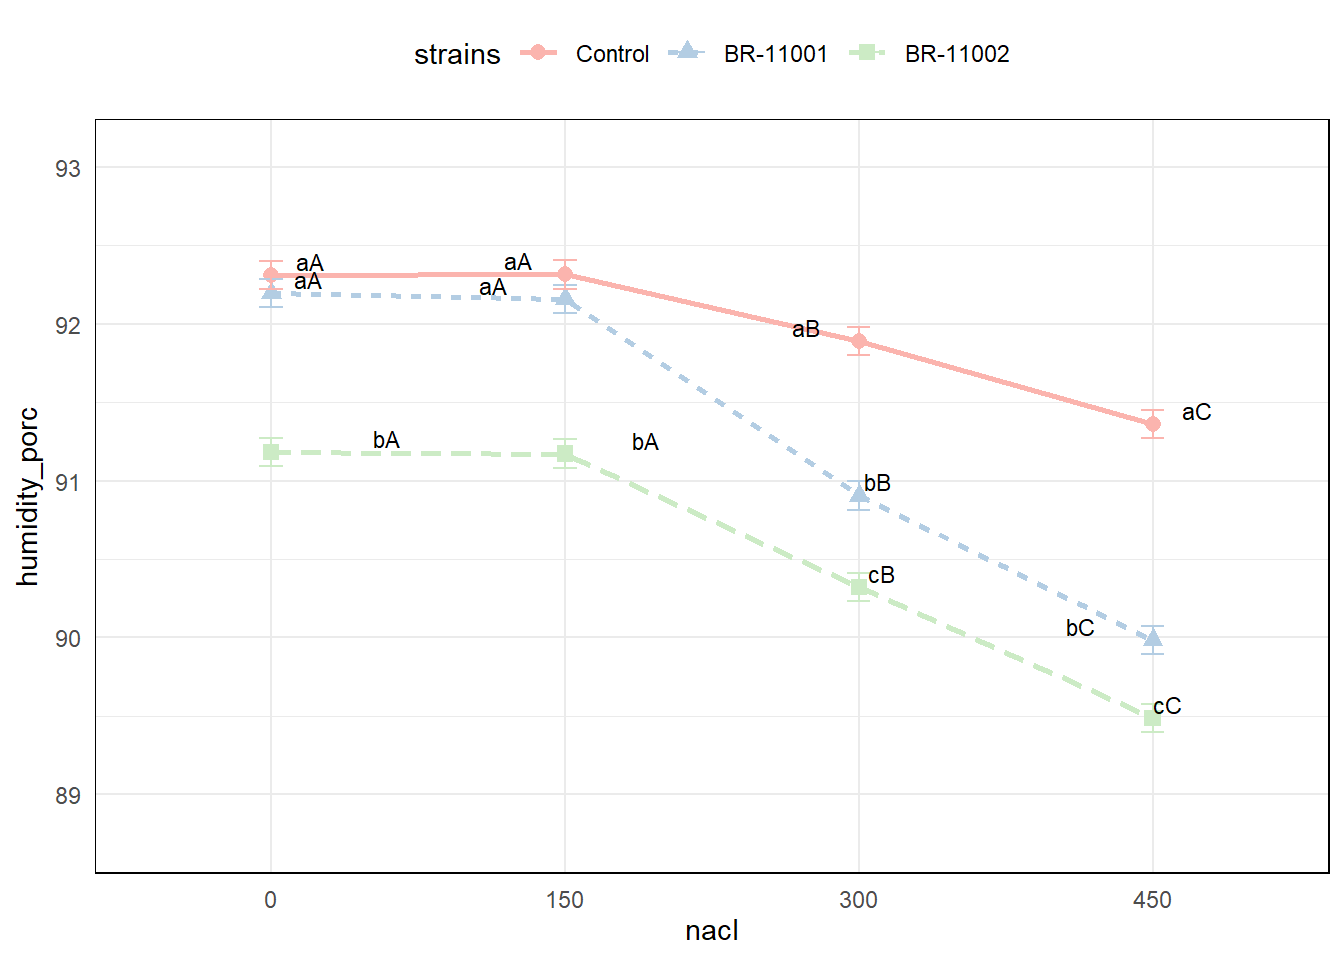 strains Control BR-11001 BR-11002
93
aA aA
aA aA
92
aB
aC
bA bA
91
bB
cB
90
bC
cC
89
0 150 300 450
nacl
humidity_porc